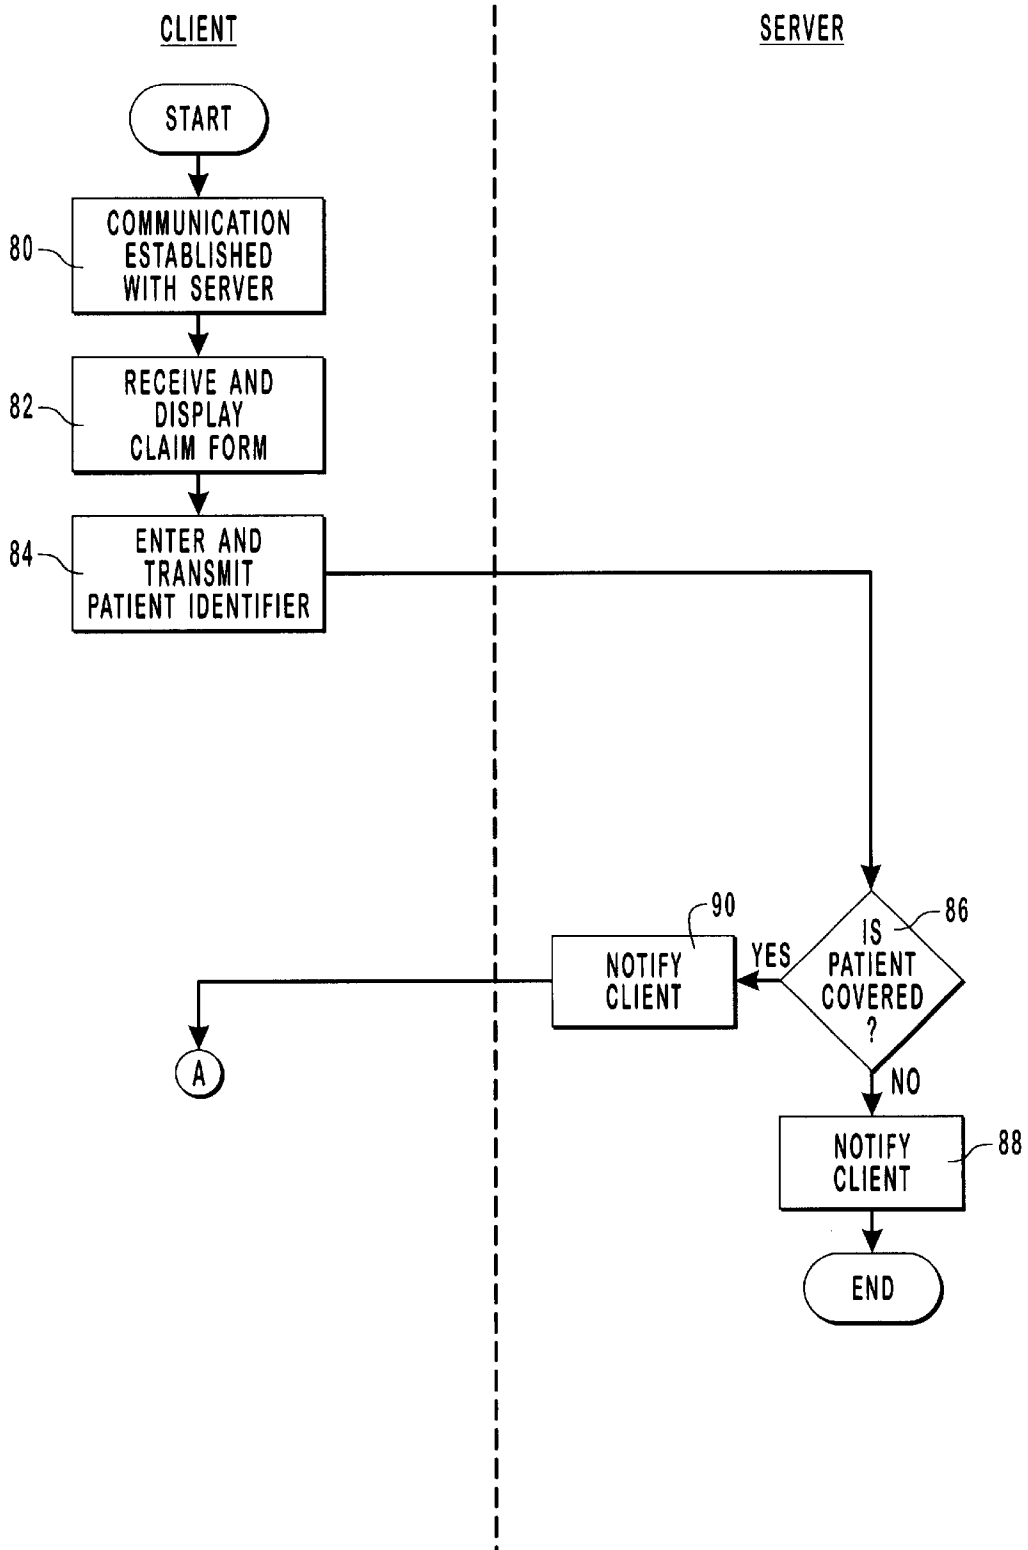 CLIENT
SERVER
START
80
COMMUNICATION
ESTABLISHED
WITH SERVER
82
RECEIVE AND
DISPLAY
CLAIM FORM
84
ENTER AND
TRANSMIT
PATIENT IDENTIFIER
90
86
NOTIFY
CLIENT
YES
IS
PATIENT
COVERED
?
A
NO
88
NOTIFY
CLIENT
END